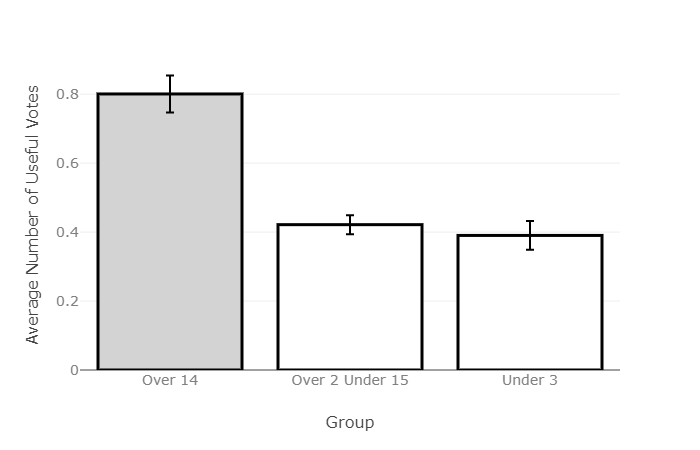 Average Number of Useful Votes
0.8
0.6
0.4
0.2
0
Over 14
Over 2 Under 15
Under 3
Group